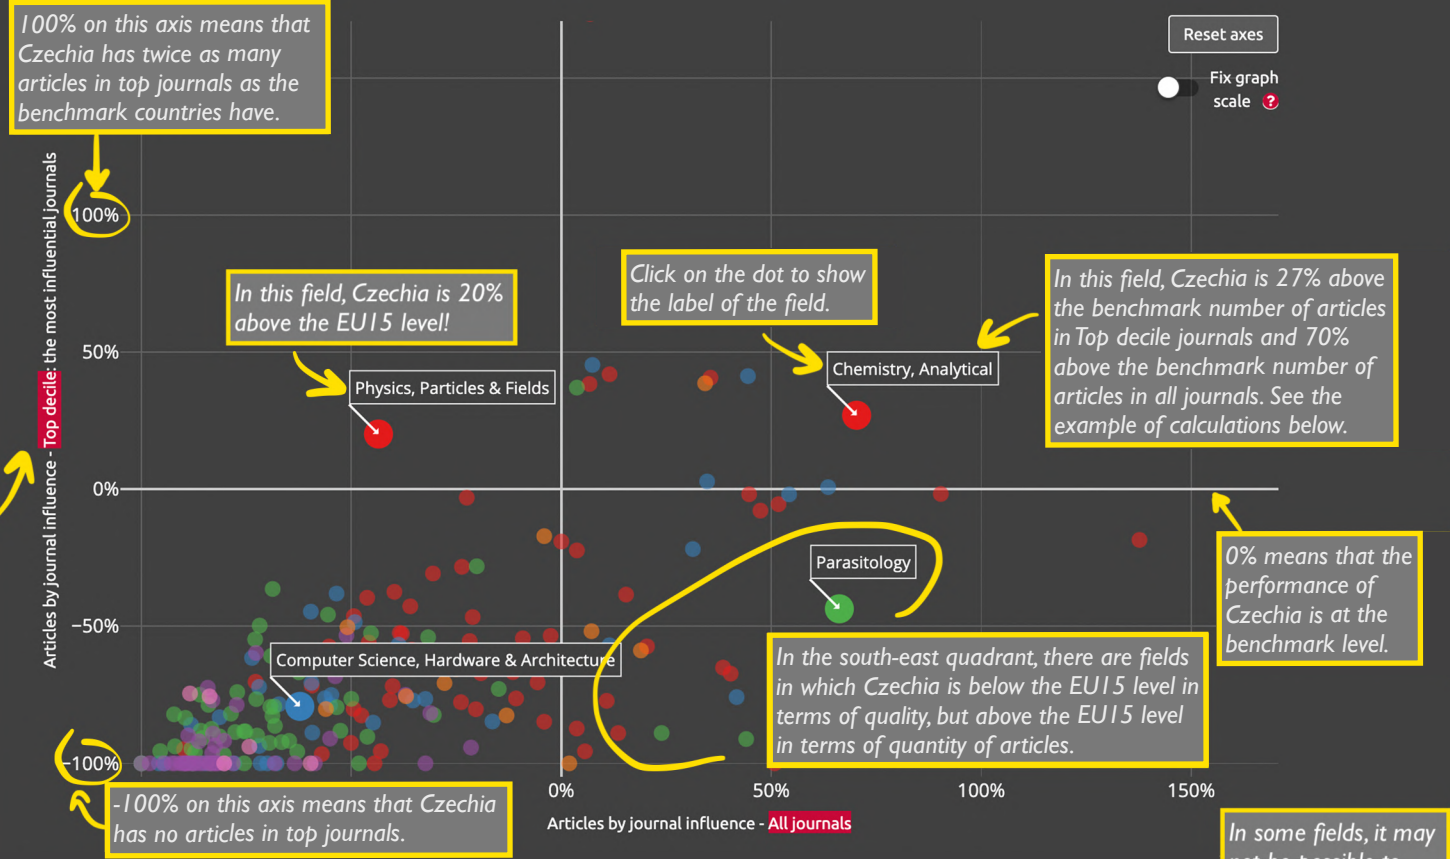 100% on this axis means that
Czechia has twice as many
articles in top journals as the
benchmark countries have.
Reset axes
Fix graph
scale ?
Articles by journal influence - Top decile: the most influential journals
100%
50%
0%
−50%
−100%
In this field, Czechia is 20%
above the EU15 level!
Physics, Particles & Fields
Click on the dot to show
the label of the field.
Chemistry, Analytical
In this field, Czechia is 27% above
the benchmark number of articles
in Top decile journals and 70%
above the benchmark number of
articles in all journals. See the
example of calculations below.
0% means that the
performance of
Czechia is at the
benchmark level.
Parasitology
Computer Science, Hardware & Architecture
In the south-east quadrant, there are fields
in which Czechia is below the EU15 level in
terms of quality, but above the EU15 level
in terms of quantity of articles.
-100% on this axis means that Czechia
has no articles in top journals.
0%
50%
100%
150%
Articles by journal influence - All journals
In some fields, it may